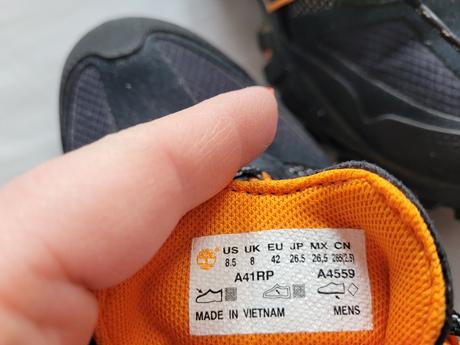 US UK EU JP MX CN
8.5 8 42 26.5 26.5 265(2.5)
A41RP A4559
MADE IN VIETNAM MENS